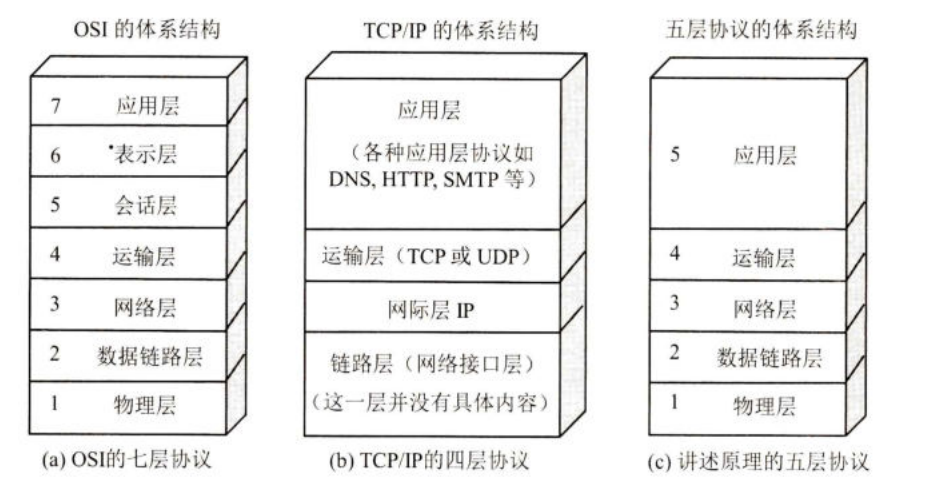 OSI 的体系结构
7 应用层
6 表示层
5 会话层
4 运输层
3 网络层
2 数据链路层
1 物理层
(a) OSI的七层协议
TCP/IP 的体系结构
应用层
（各种应用层协议如
DNS, HTTP, SMTP 等）
运输层（TCP 或 UDP）
网际层 IP
链路层（网络接口层）
（这一层并没有具体内容）
(b) TCP/IP的四层协议
五层协议的体系结构
5 应用层
4 运输层
3 网络层
2 数据链路层
1 物理层
(c) 讲述原理的五层协议